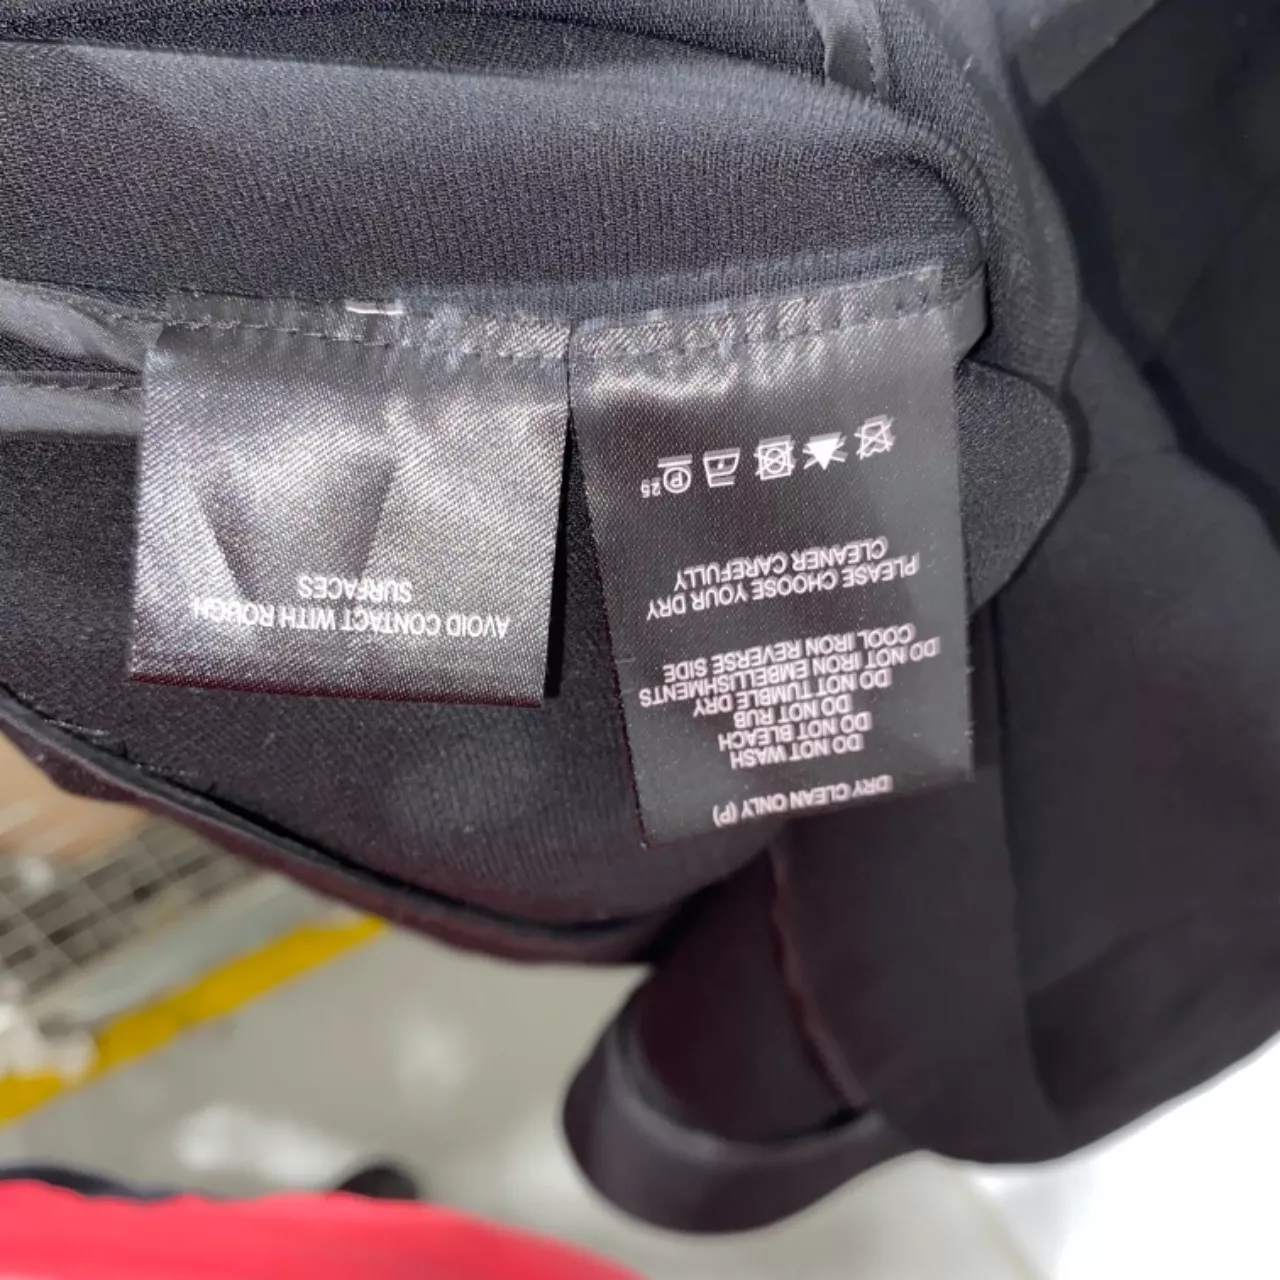 DRY CLEAN ONLY (P)
DO NOT WASH
DO NOT BLEACH
DO NOT RUB
DO NOT TUMBLE DRY
DO NOT IRON EMBELLISHMENTS
COOL IRON REVERSE SIDE
PLEASE CHOOSE YOUR DRY
CLEANER CAREFULLY
P 25
AVOID CONTACT WITH ROUGH
SURFACES